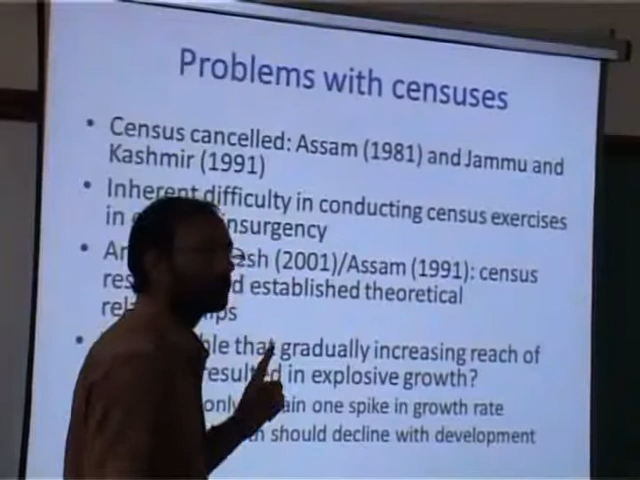 Problems with censuses
• Census cancelled: Assam (1981) and Jammu and
Kashmir (1991)
• Inherent difficulty in conducting census exercises
in insurgency
• esh (2001)/Assam (1991): census
res d established theoretical
rel ips
• ble that gradually increasing reach of
resulted in explosive growth?
only ain one spike in growth rate
should decline with development